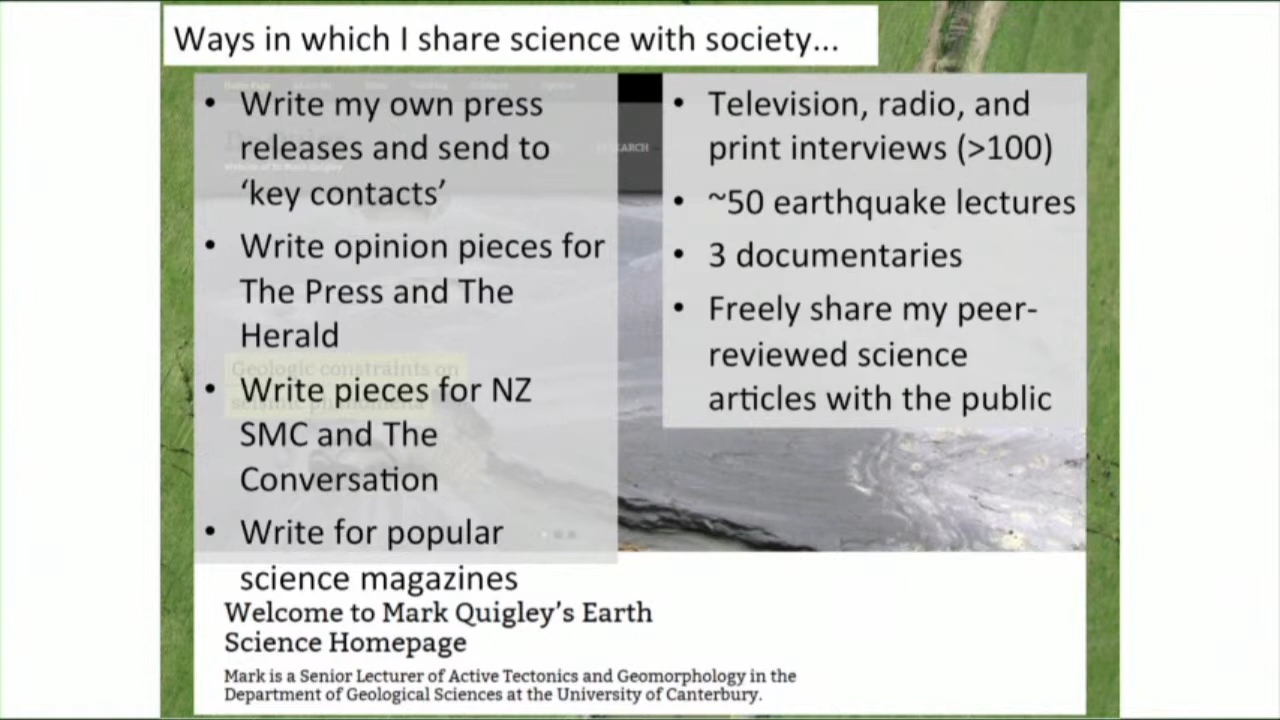 Ways in which I share science with society...
• Write my own press
releases and send to
‘key contacts’
• Write opinion pieces for
The Press and The
Herald
• Write pieces for NZ
SMC and The
Conversation
• Write for popular
science magazines
• Television, radio, and
print interviews (>100)
• ~50 earthquake lectures
• 3 documentaries
• Freely share my peer-
reviewed science
articles with the public
Geologic constraints on
Welcome to Mark Quigley’s Earth
Science Homepage
Mark is a Senior Lecturer of Active Tectonics and Geomorphology in the
Department of Geological Sciences at the University of Canterbury.